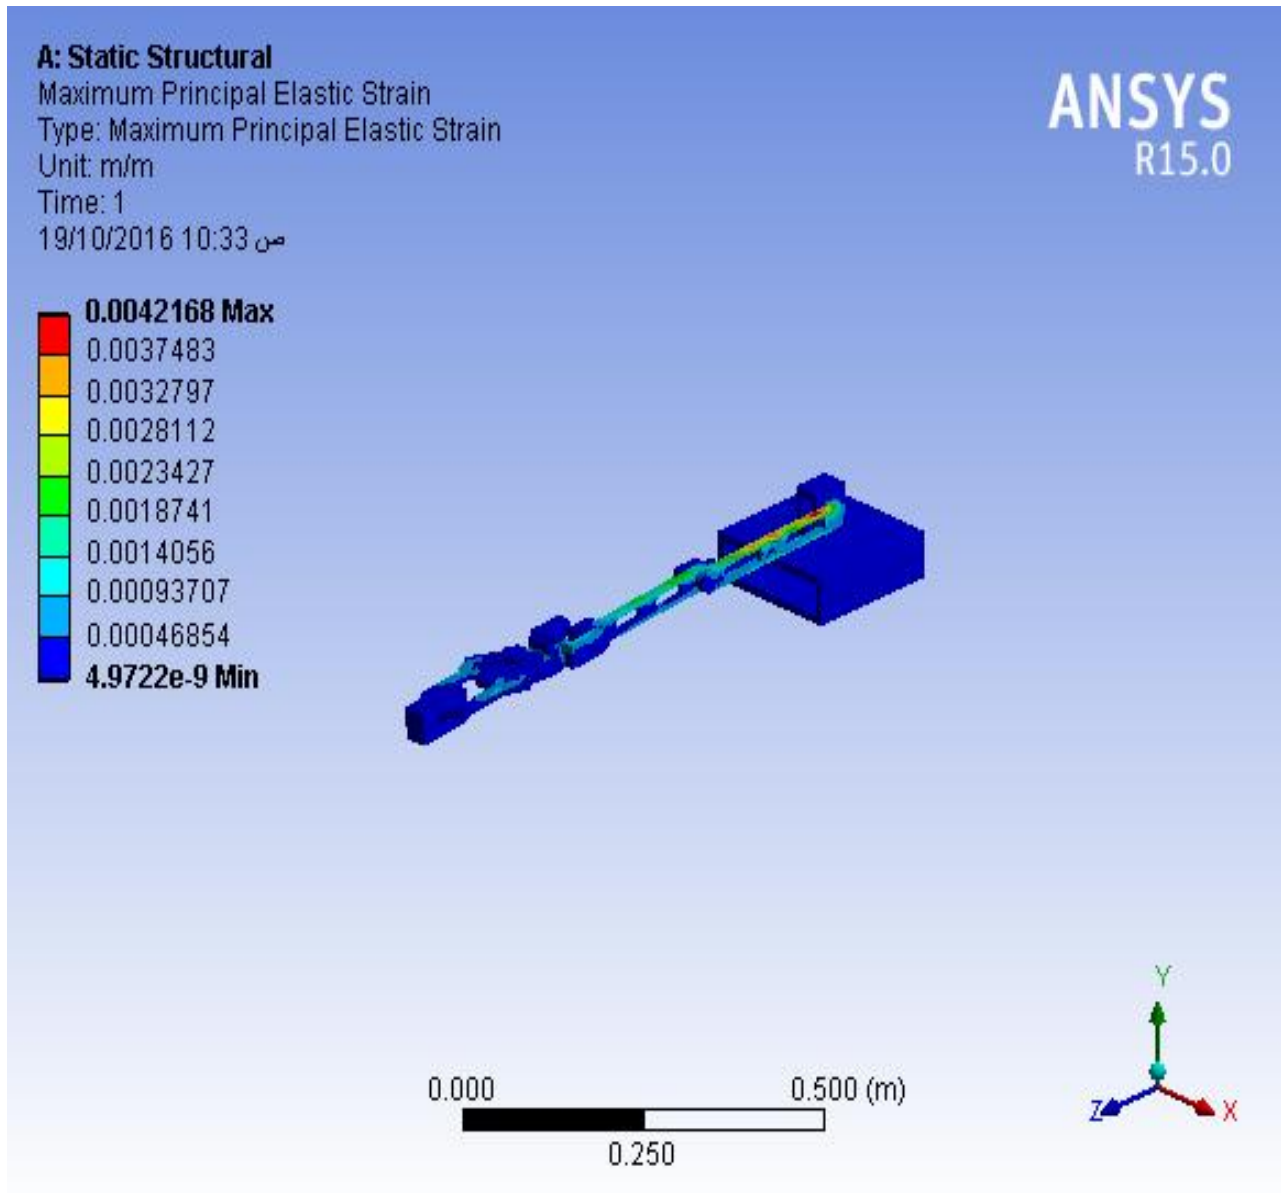 A: Static Structural
Maximum Principal Elastic Strain
Type: Maximum Principal Elastic Strain
Unit: m/m
Time: 1
19/10/2016 10:33 ص
ANSYS
R15.0
0.0042168 Max
0.0037483
0.0032797
0.0028112
0.0023427
0.0018741
0.0014056
0.00093707
0.00046854
4.9722e-9 Min
0.000
0.500 (m)
0.250
Y
Z
X